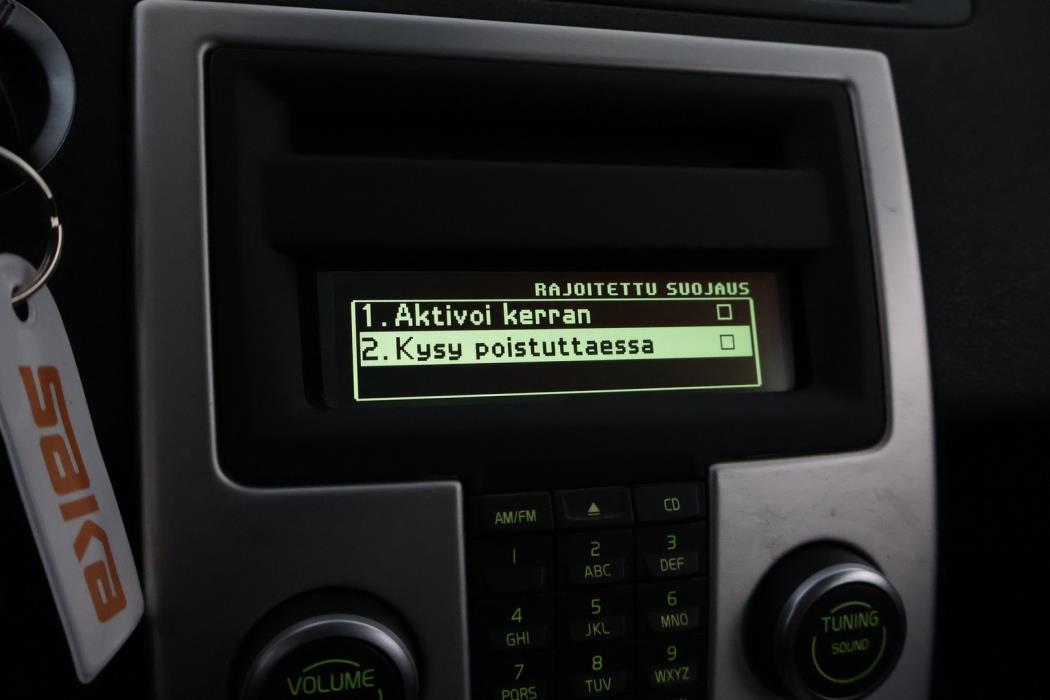 RAJOITETTU SUOJAUS
1. Aktivoi kerran
2. Kysy poistuttaessa
saka
AM/FM
CD
1
2
ABC
3
DEF
4
GHI
5
JKL
6
MNO
7
PQRS
8
TUV
9
WXYZ
VOLUME
TUNING
SOUND